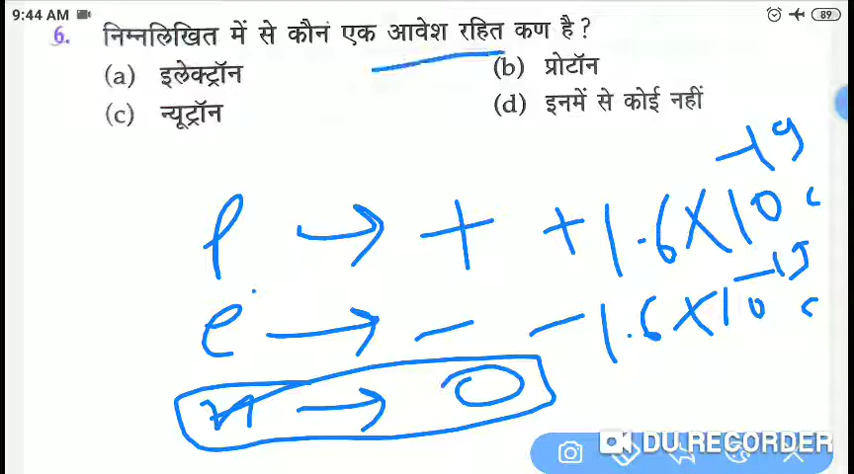 9:44 AM 89
6. निम्नलिखित में से कौन एक आवेश रहित कण है ?
(a) इलेक्ट्रॉन (b) प्रोटॉन
(c) न्यूट्रॉन (d) इनमें से कोई नहीं
p → + +1.6×10⁻¹⁹ c
e → - -1.6×10⁻¹⁹ c
n → 0
DU RECORDER